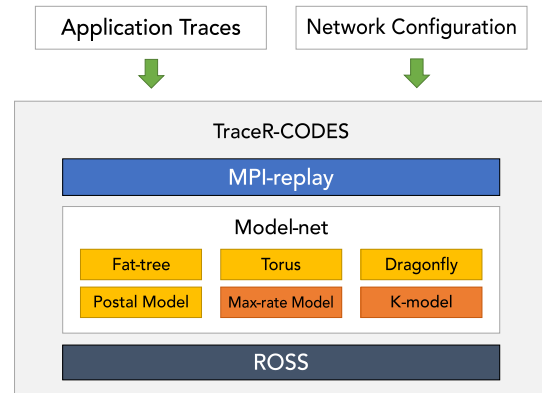 Application Traces
Network Configuration
TraceR-CODES
MPI-replay
Model-net
Fat-tree
Torus
Dragonfly
Postal Model
Max-rate Model
K-model
ROSS